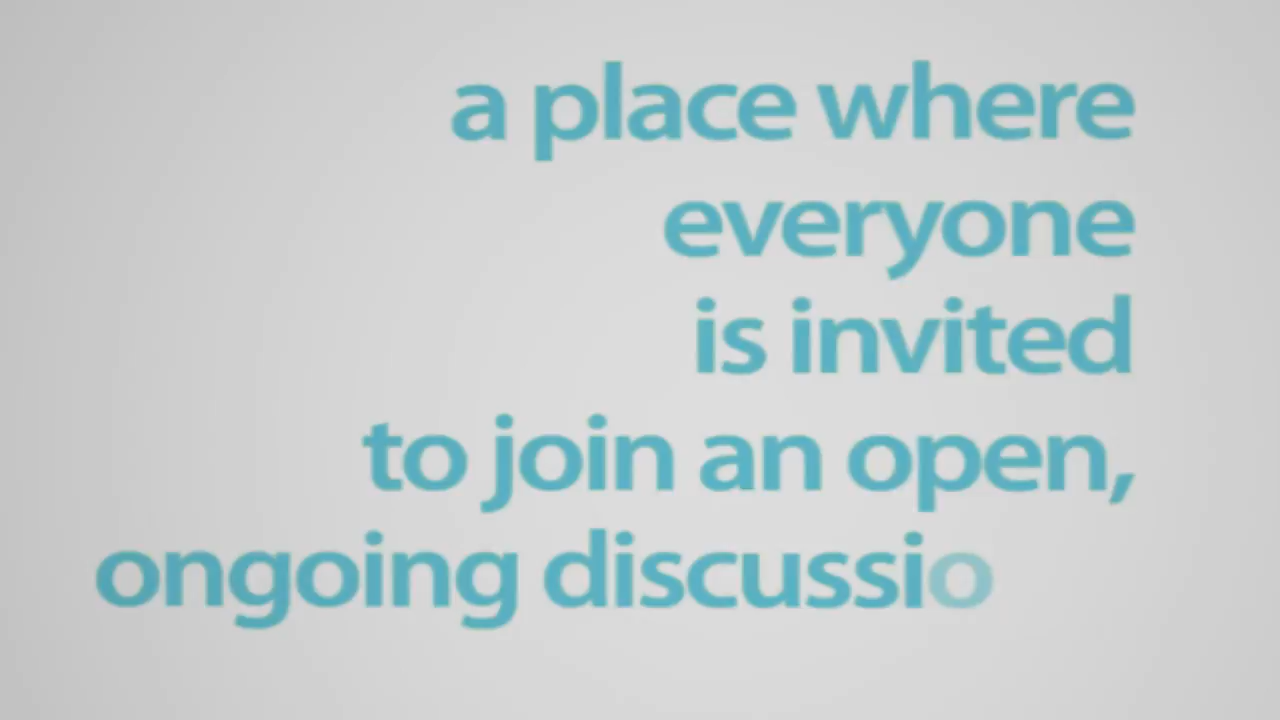 a place where
everyone
is invited
to join an open,
ongoing discussio